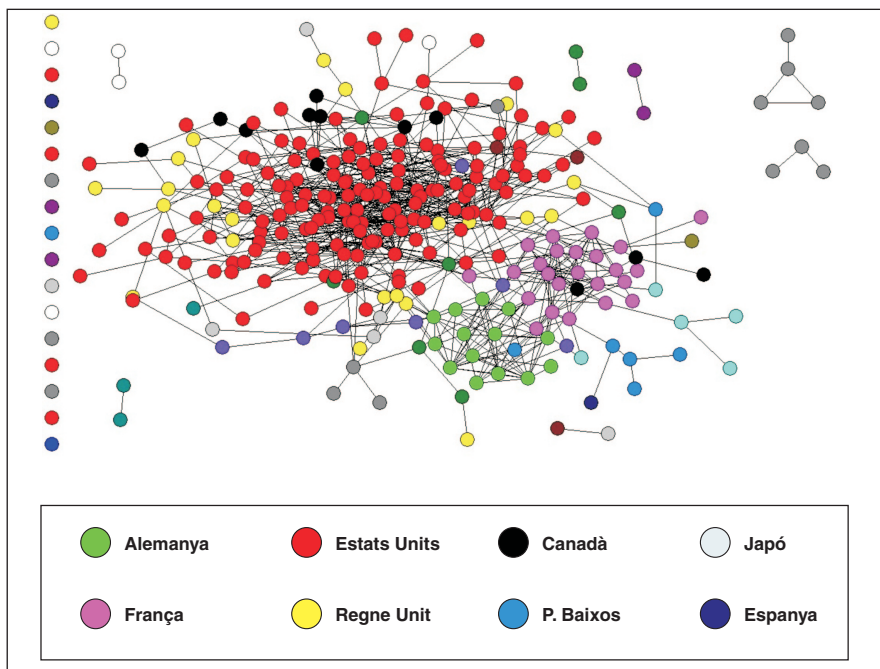 Alemanya
Estats Units
Canadà
Japó
França
Regne Unit
P. Baixos
Espanya